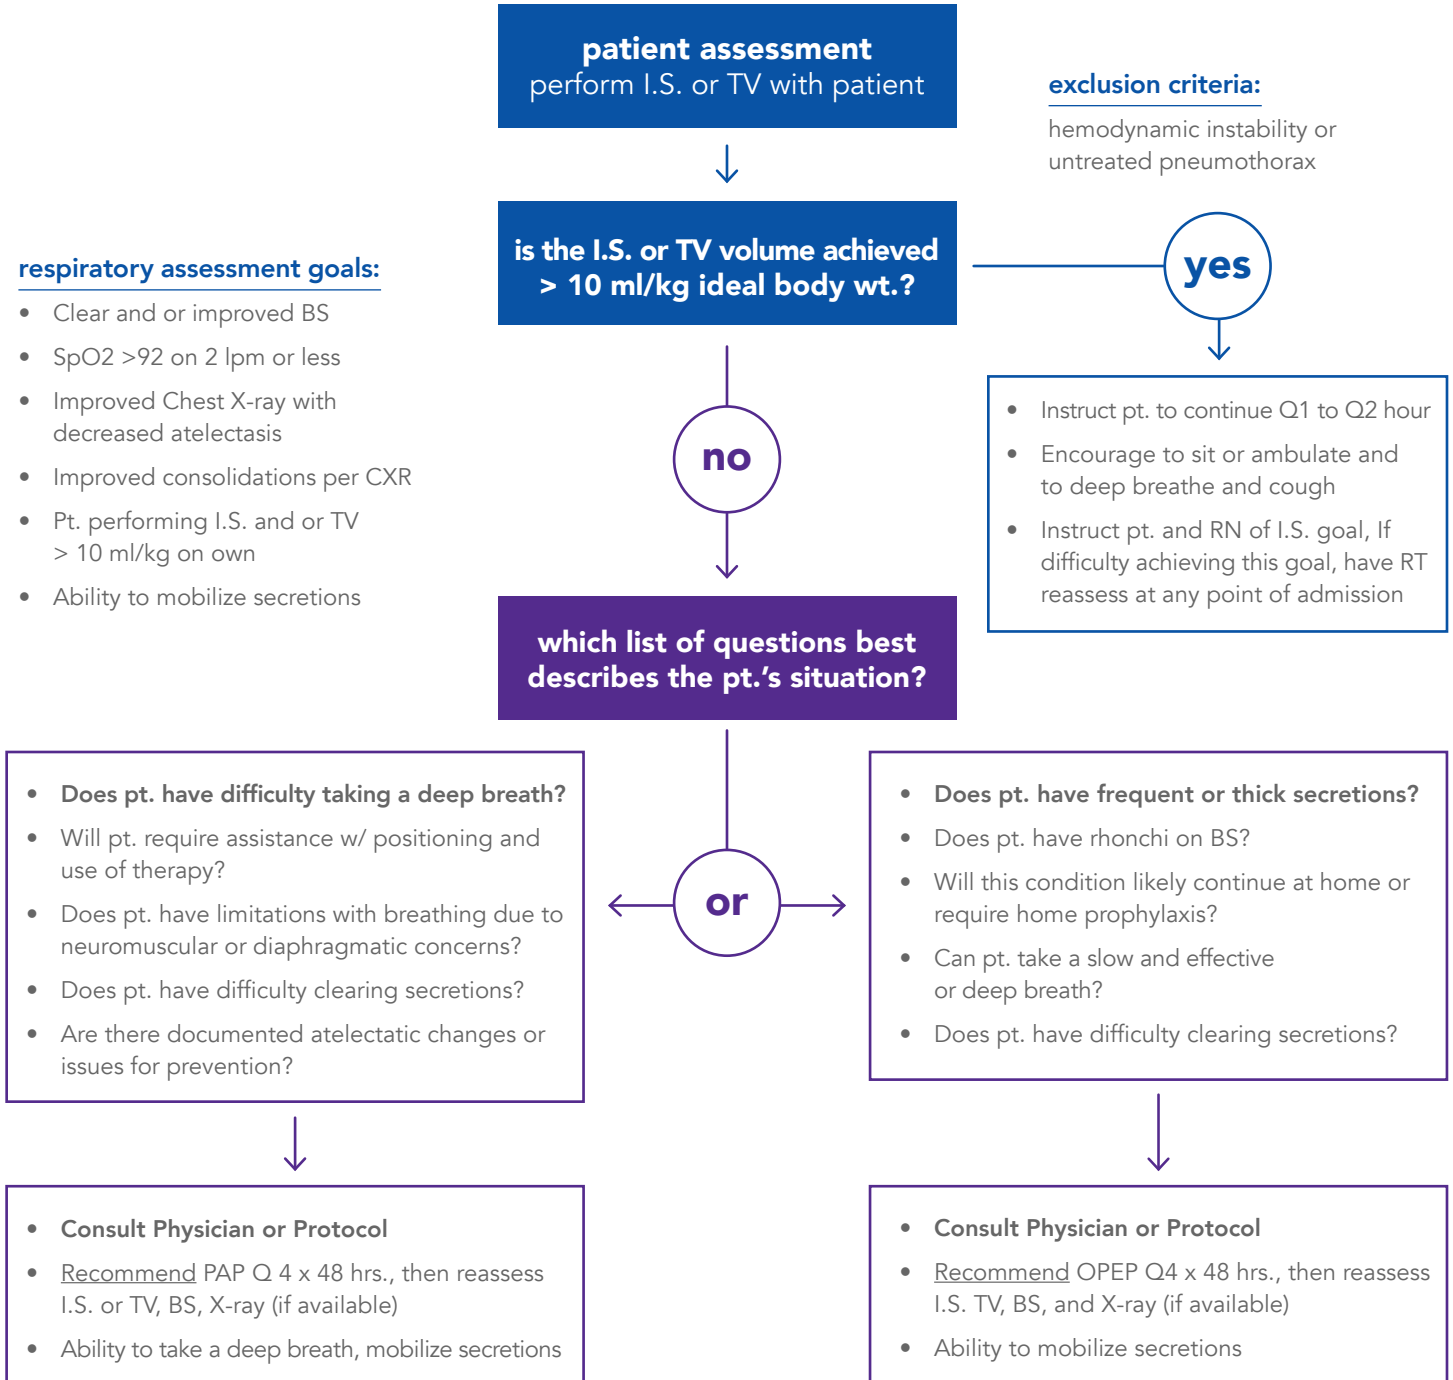 patient assessment
perform I.S. or TV with patient
exclusion criteria:
hemodynamic instability or
untreated pneumothorax
is the I.S. or TV volume achieved
> 10 ml/kg ideal body wt.?
yes
respiratory assessment goals:
• Clear and or improved BS
• SpO2 >92 on 2 lpm or less
• Improved Chest X-ray with
decreased atelectasis
• Improved consolidations per CXR
• Pt. performing I.S. and or TV
> 10 ml/kg on own
• Ability to mobilize secretions
• Instruct pt. to continue Q1 to Q2 hour
• Encourage to sit or ambulate and
to deep breathe and cough
• Instruct pt. and RN of I.S. goal, If
difficulty achieving this goal, have RT
reassess at any point of admission
no
which list of questions best
describes the pt.'s situation?
• Does pt. have difficulty taking a deep breath?
• Will pt. require assistance w/ positioning and
use of therapy?
• Does pt. have limitations with breathing due to
neuromuscular or diaphragmatic concerns?
• Does pt. have difficulty clearing secretions?
• Are there documented atelectatic changes or
issues for prevention?
or
• Does pt. have frequent or thick secretions?
• Does pt. have rhonchi on BS?
• Will this condition likely continue at home or
require home prophylaxis?
• Can pt. take a slow and effective
or deep breath?
• Does pt. have difficulty clearing secretions?
• Consult Physician or Protocol
• Recommend PAP Q 4 x 48 hrs., then reassess
I.S. or TV, BS, X-ray (if available)
• Ability to take a deep breath, mobilize secretions
• Consult Physician or Protocol
• Recommend OPEP Q4 x 48 hrs., then reassess
I.S. TV, BS, and X-ray (if available)
• Ability to mobilize secretions